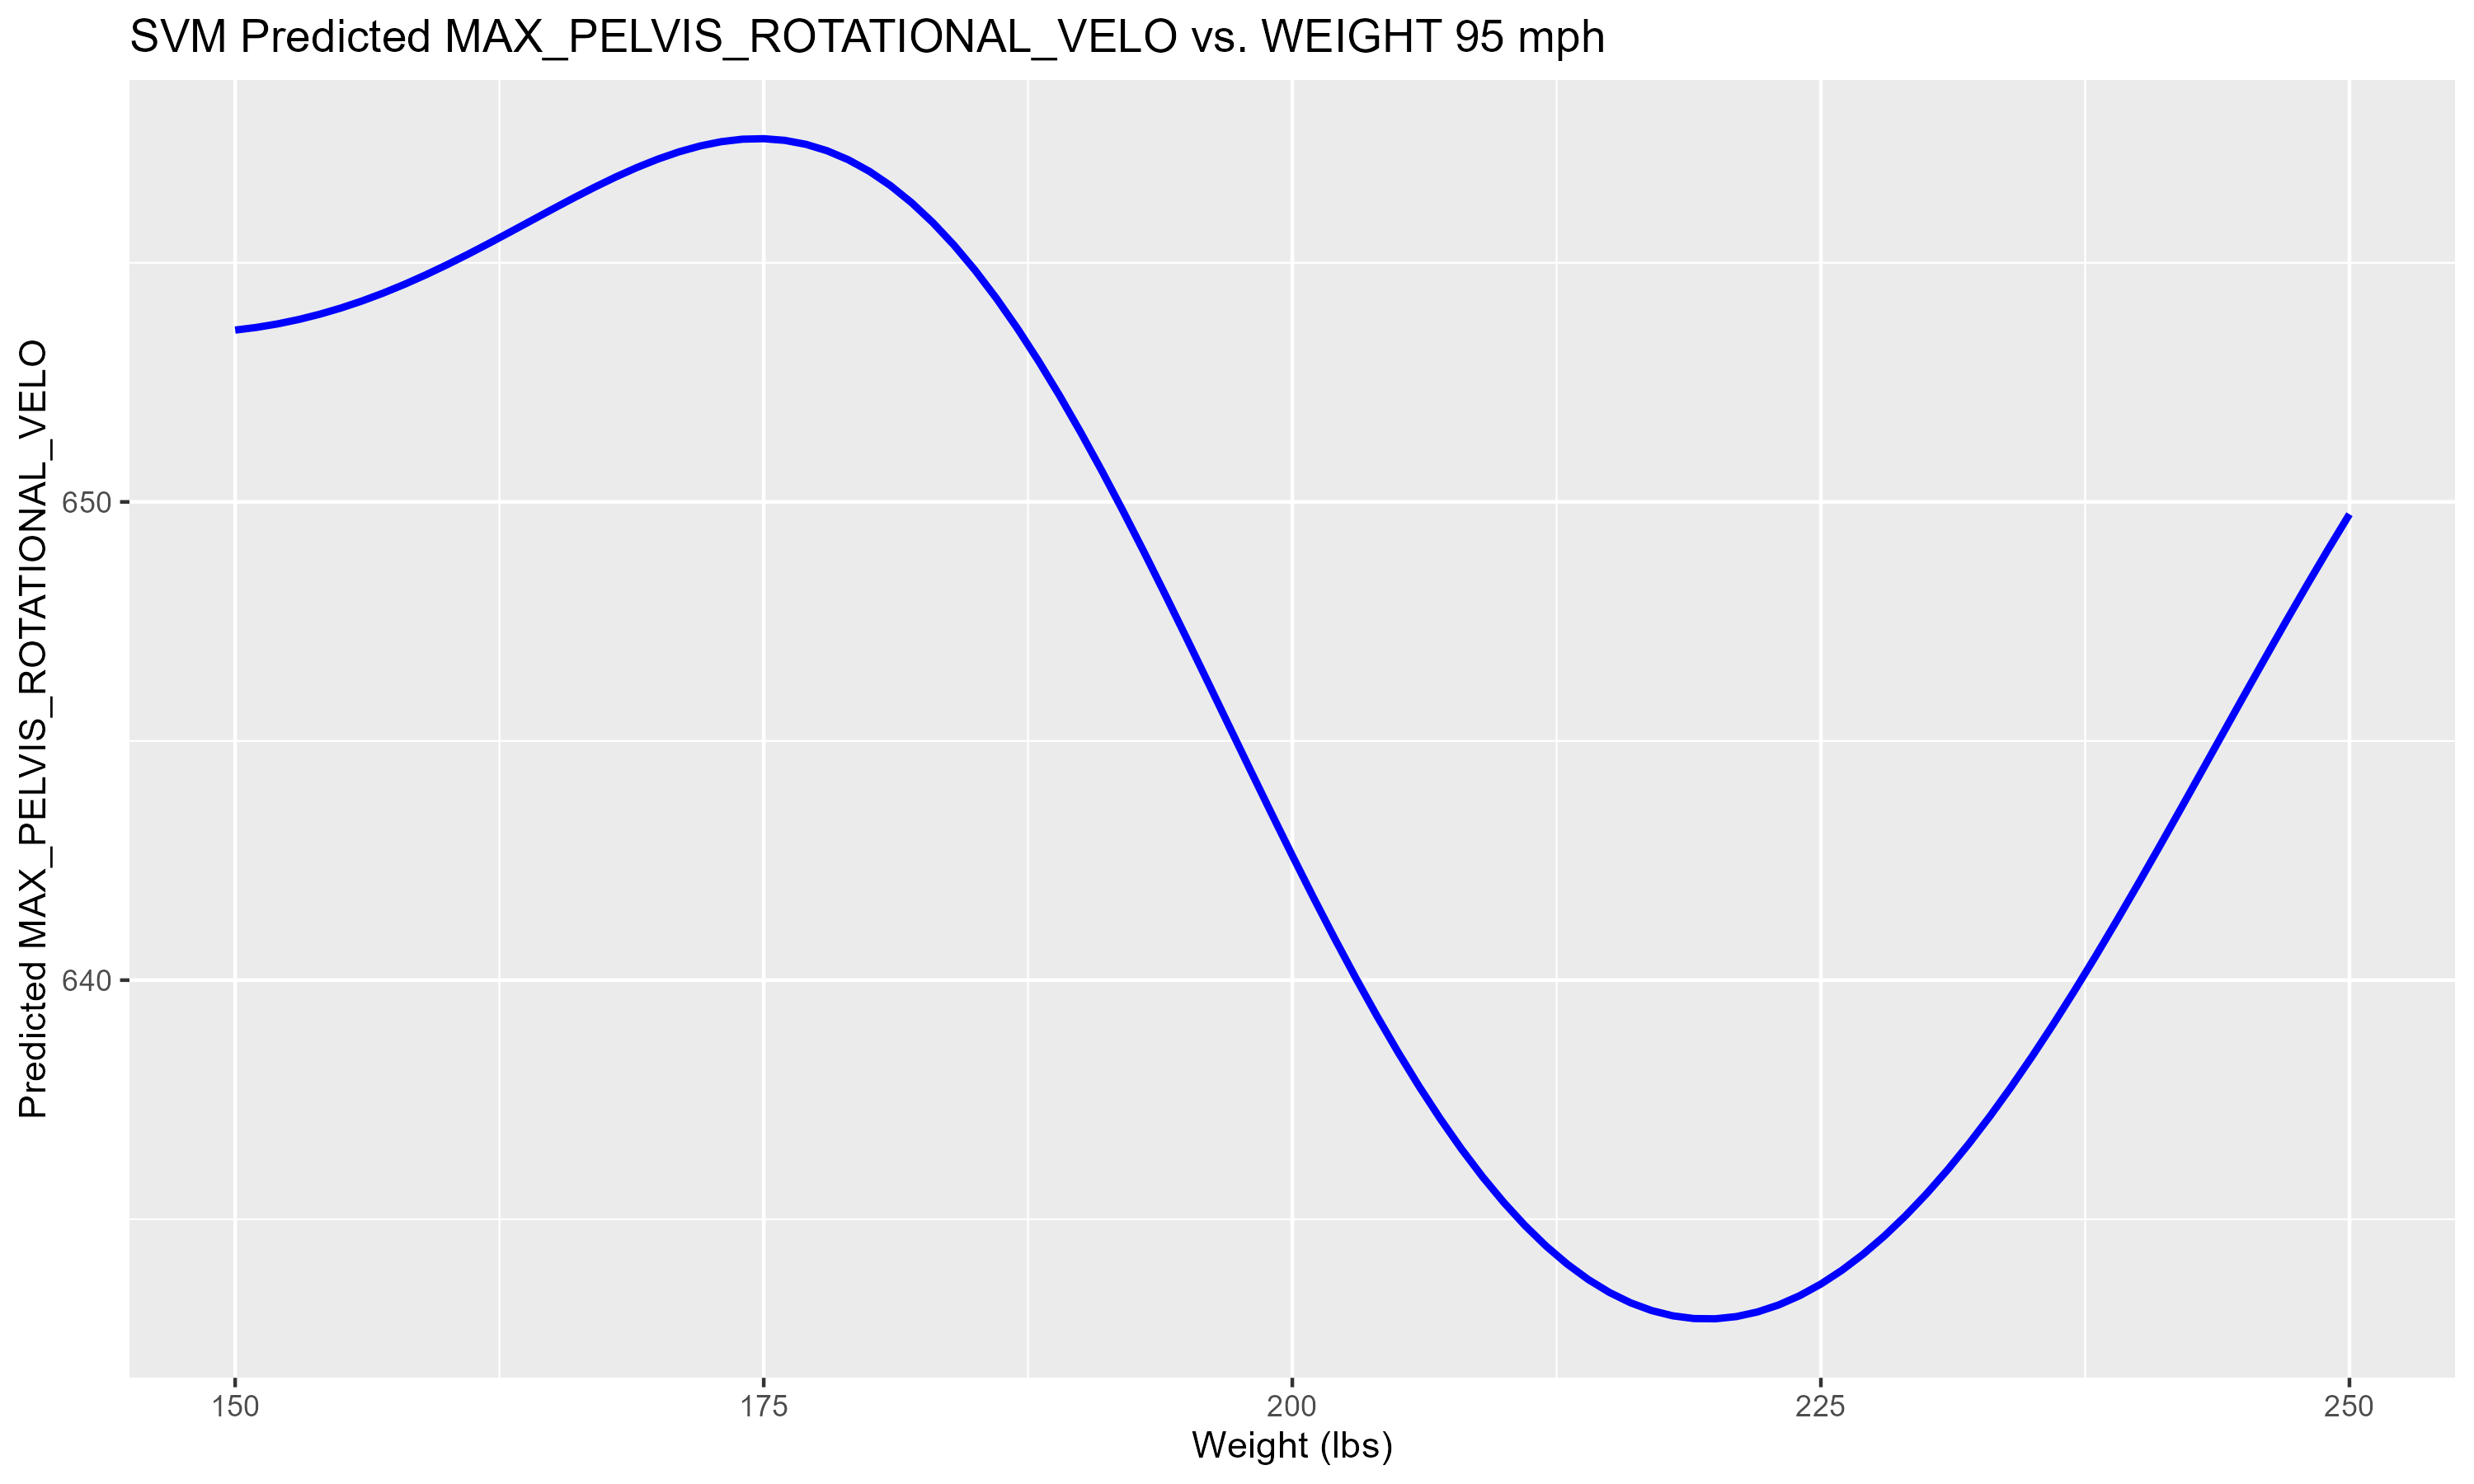 SVM Predicted MAX_PELVIS_ROTATIONAL_VELO vs. WEIGHT 95 mph
Predicted MAX_PELVIS_ROTATIONAL_VELO
650
640
150
175
200
225
250
Weight (lbs)